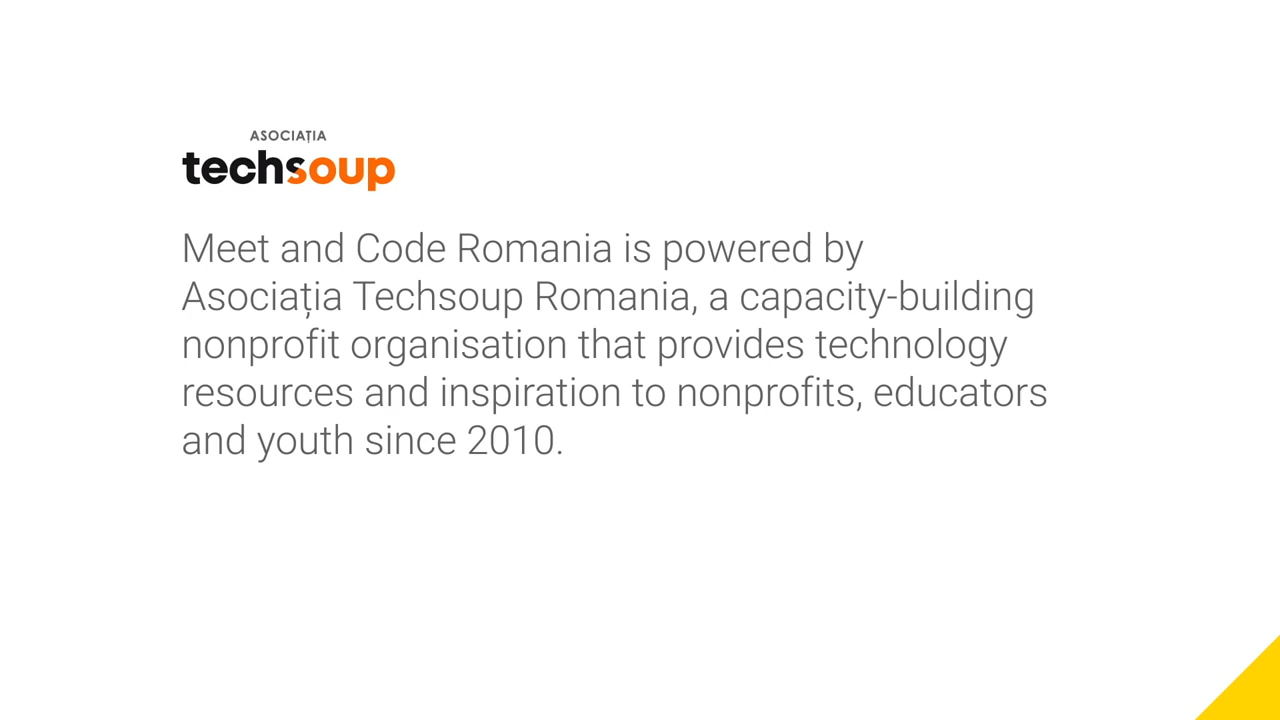 ASOCIAȚIA
techsoup
Meet and Code Romania is powered by
Asociația Techsoup Romania, a capacity-building
nonprofit organisation that provides technology
resources and inspiration to nonprofits, educators
and youth since 2010.